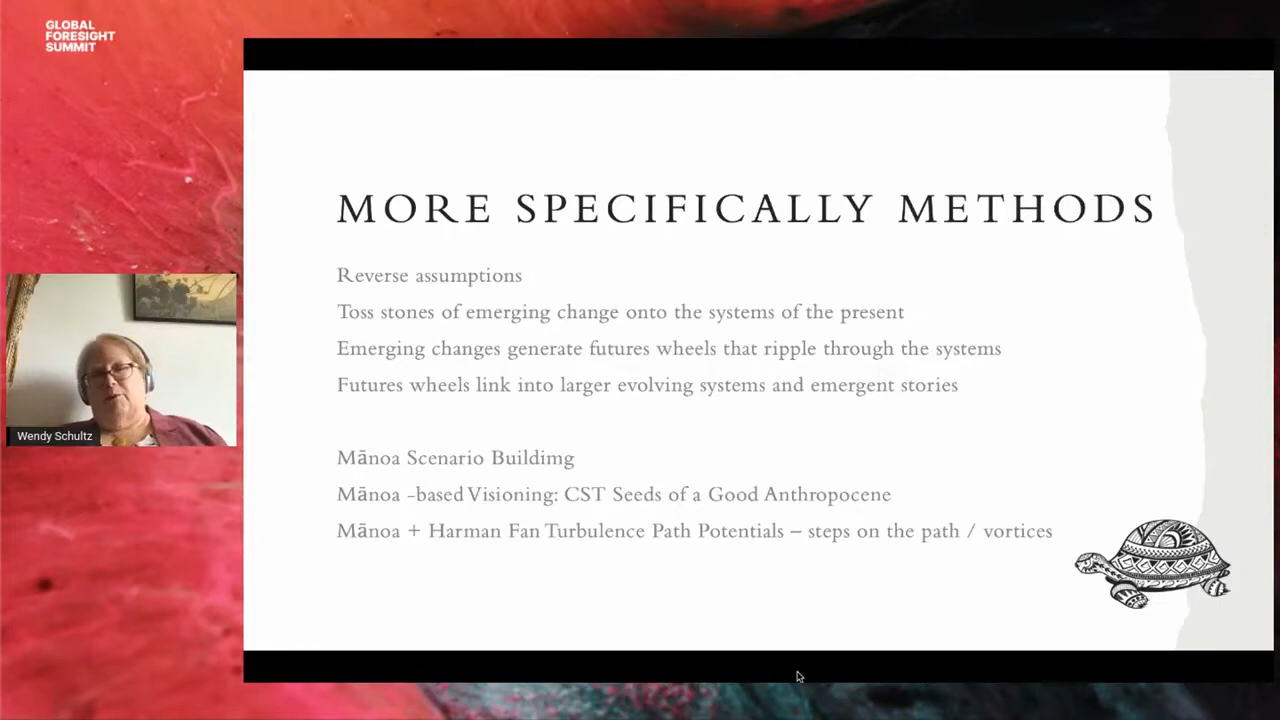 GLOBAL
FORESIGHT
SUMMIT
MORE SPECIFICALLY METHODS
Reverse assumptions
Toss stones of emerging change onto the systems of the present
Emerging changes generate futures wheels that ripple through the systems
Futures wheels link into larger evolving systems and emergent stories
Mānoa Scenario Buildimg
Mānoa -based Visioning: CST Seeds of a Good Anthropocene
Mānoa + Harman Fan Turbulence Path Potentials – steps on the path / vortices
Wendy Schultz